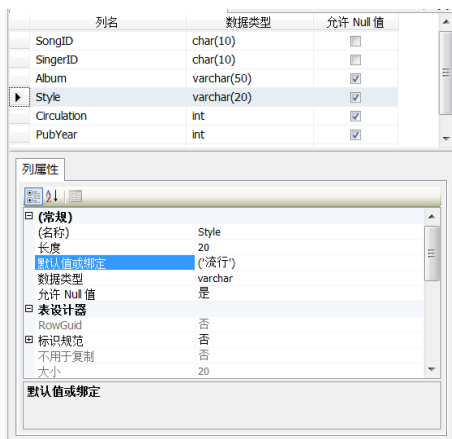 列名 数据类型 允许 Null 值
SongID char(10)
SingerID char(10)
Album varchar(50)
Style varchar(20)
Circulation int
PubYear int
列属性
(常规)
(名称) Style
长度 20
默认值或绑定 ('流行')
数据类型 varchar
允许 Null 值 是
表设计器
RowGuid 否
标识规范 否
不用于复制 否
大小 20
默认值或绑定